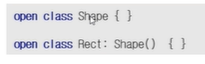 open class Shape { }
open class Rect: Shape() { }